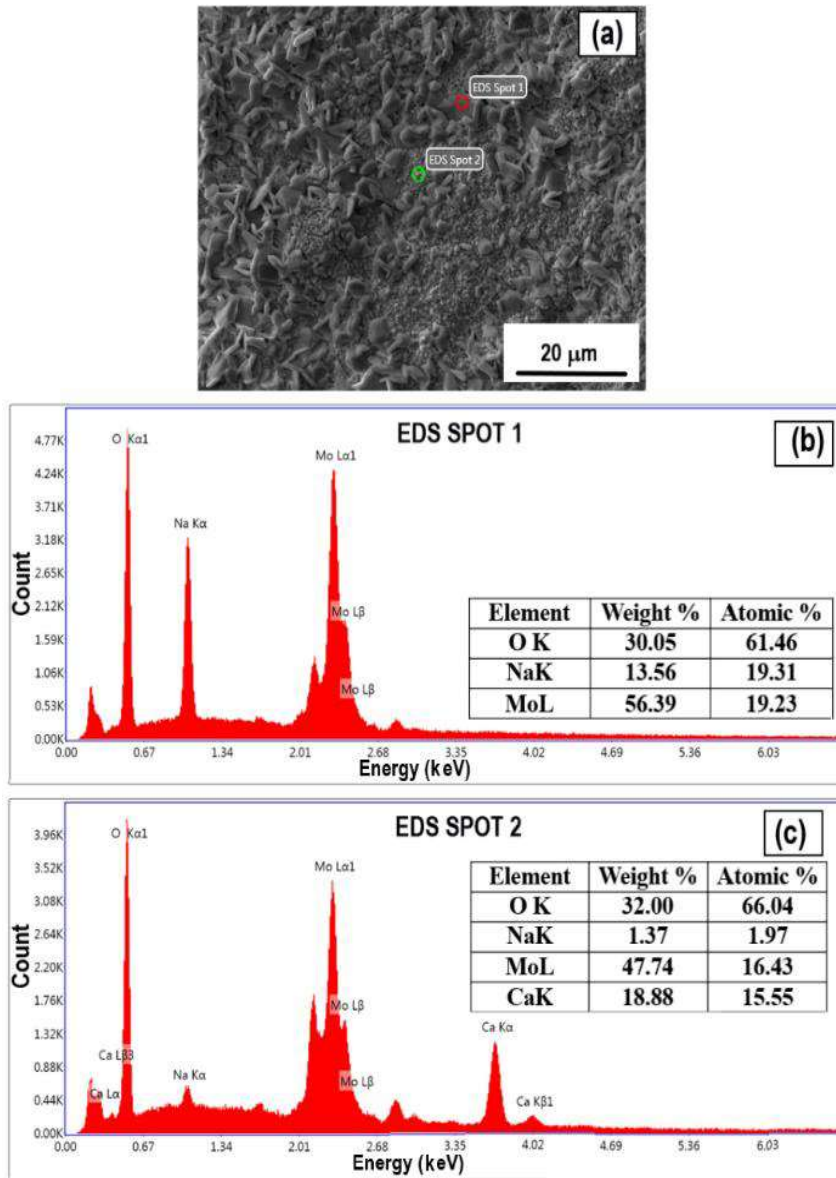 (a)
EDS Spot 1
EDS Spot 2
20 μm
EDS SPOT 1
(b)
O Kα1
Na Kα
Mo Lα1
Mo Lβ
Mo Lβ
4.77K
4.24K
3.71K
3.18K
2.65K
2.12K
1.59K
1.06K
0.53K
0.00K
Count
Element Weight % Atomic %
O K 30.05 61.46
NaK 13.56 19.31
MoL 56.39 19.23
0.00 0.67 1.34 2.01 2.68 3.35 4.02 4.69 5.36 6.03
Energy (keV)
EDS SPOT 2
(c)
O Kα1
Mo Lα1
Mo Lβ
Mo Lβ
Ca Lβ3
Ca Lα
Na Kα
Ca Kα
Ca Kβ1
3.96K
3.52K
3.08K
2.64K
2.20K
1.76K
1.32K
0.88K
0.44K
0.00K
Count
Element Weight % Atomic %
O K 32.00 66.04
NaK 1.37 1.97
MoL 47.74 16.43
CaK 18.88 15.55
0.00 0.67 1.34 2.01 2.68 3.35 4.02 4.69 5.36 6.03
Energy (keV)